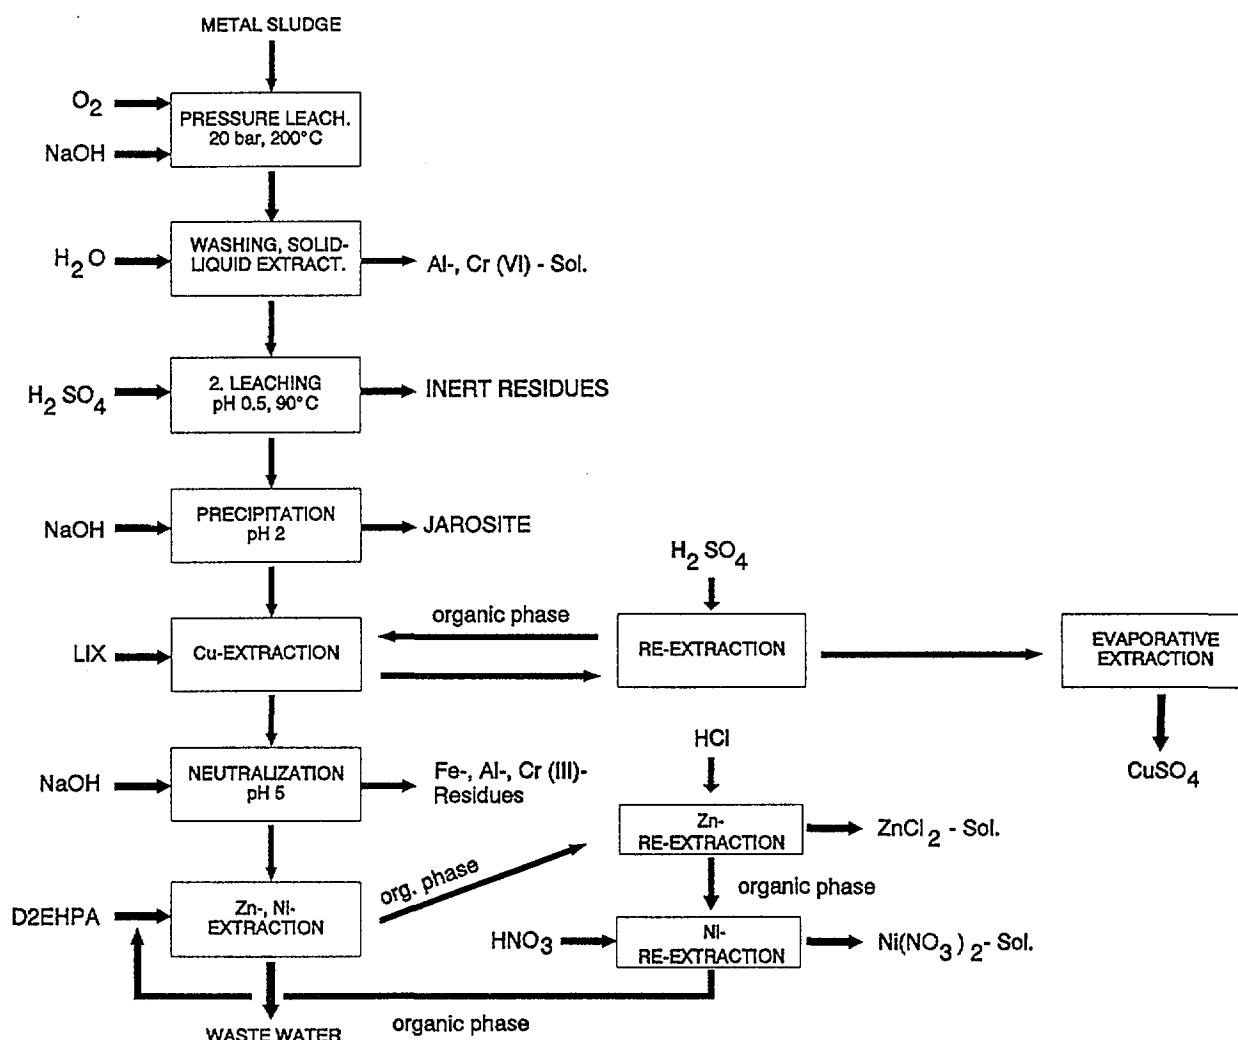 METAL SLUDGE
O2
NaOH
PRESSURE LEACH.
20 bar, 200°C
H2O
WASHING, SOLID-
LIQUID EXTRACT.
Al-, Cr (VI) - Sol.
H2SO4
2. LEACHING
pH 0.5, 90°C
INERT RESIDUES
NaOH
PRECIPITATION
pH 2
JAROSITE
LIX
Cu-EXTRACTION
organic phase
H2SO4
RE-EXTRACTION
EVAPORATIVE
EXTRACTION
CuSO4
NaOH
NEUTRALIZATION
pH 5
Fe-, Al-, Cr (III)-
Residues
HCl
Zn-
RE-EXTRACTION
ZnCl2 - Sol.
org. phase
organic phase
D2EHPA
Zn-, Ni-
EXTRACTION
HNO3
Ni-
RE-EXTRACTION
Ni(NO3)2- Sol.
organic phase
WASTE WATER